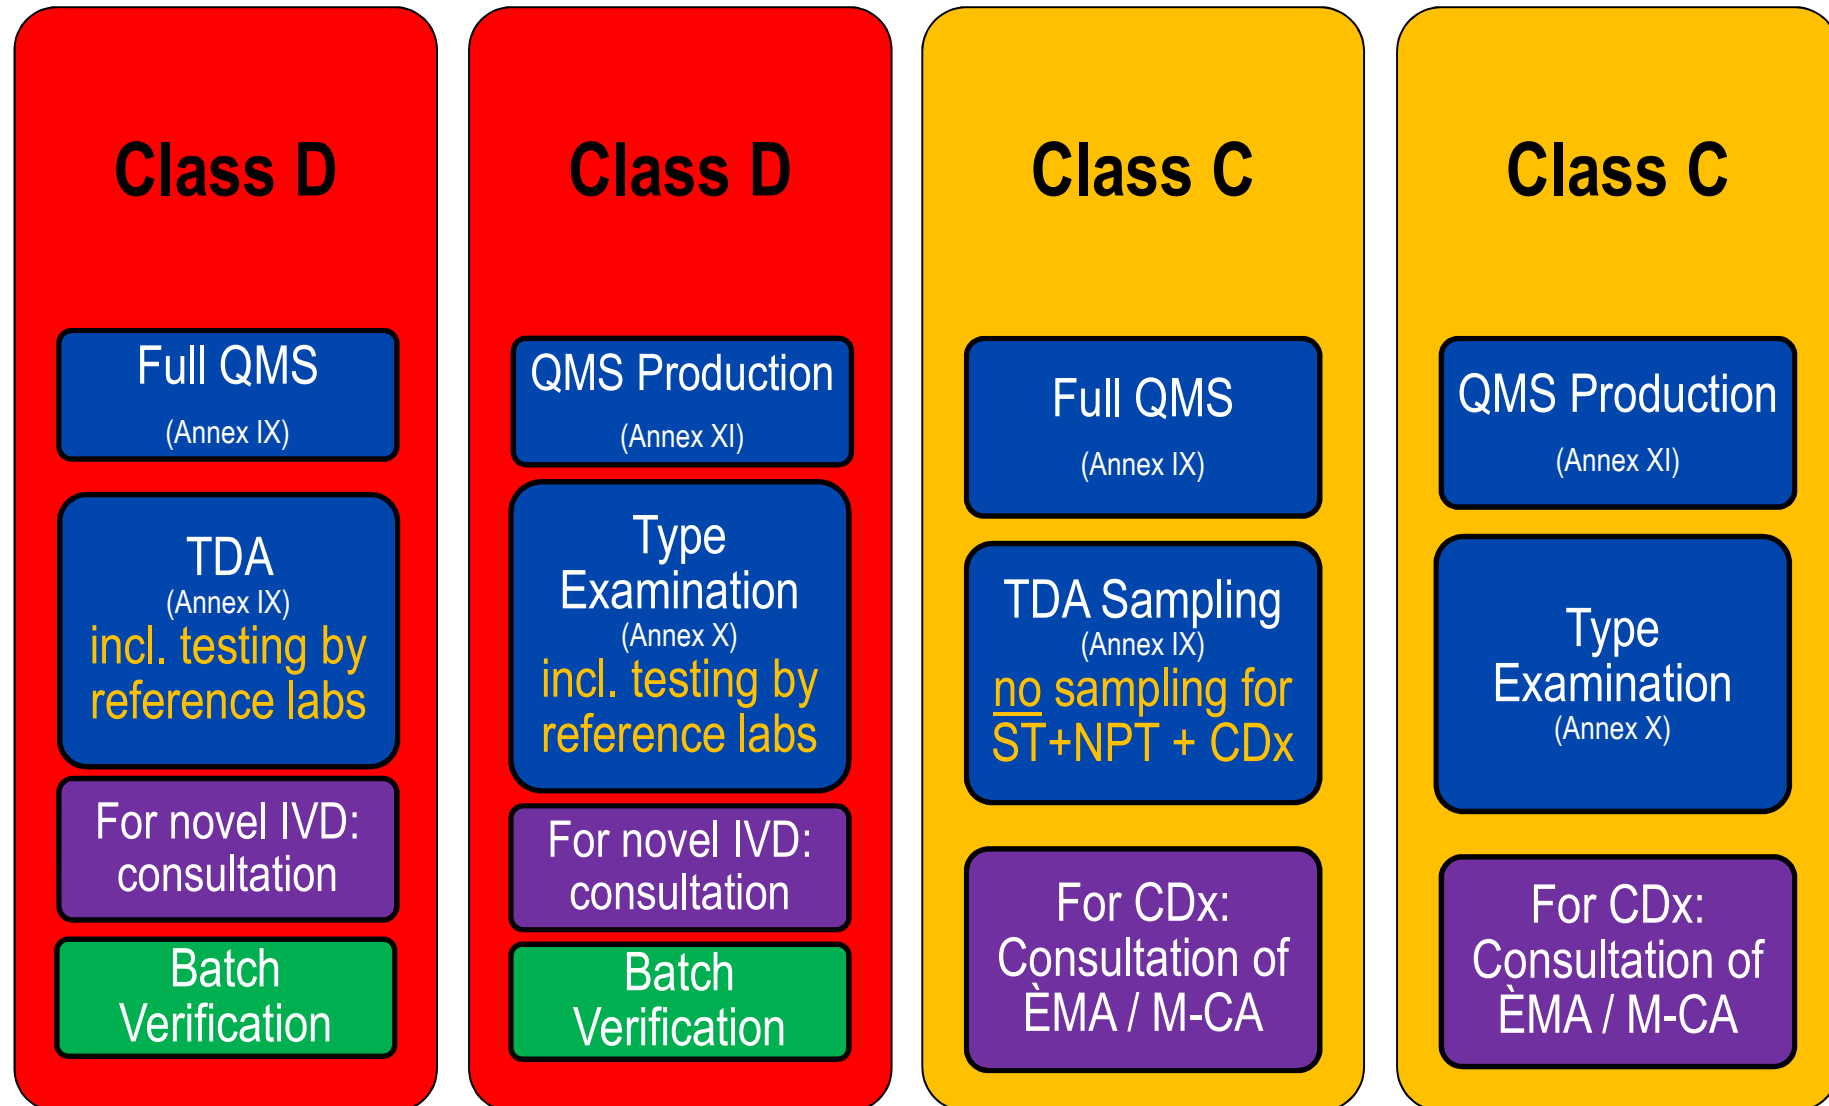 Class D
Full QMS
(Annex IX)
TDA
(Annex IX)
incl. testing by
reference labs
For novel IVD:
consultation
Batch
Verification
Class D
QMS Production
(Annex XI)
Type
Examination
(Annex X)
incl. testing by
reference labs
For novel IVD:
consultation
Batch
Verification
Class C
Full QMS
(Annex IX)
TDA Sampling
(Annex IX)
no sampling for
ST+NPT + CDx
For CDx:
Consultation of
ÈMA / M-CA
Class C
QMS Production
(Annex XI)
Type
Examination
(Annex X)
For CDx:
Consultation of
ÈMA / M-CA